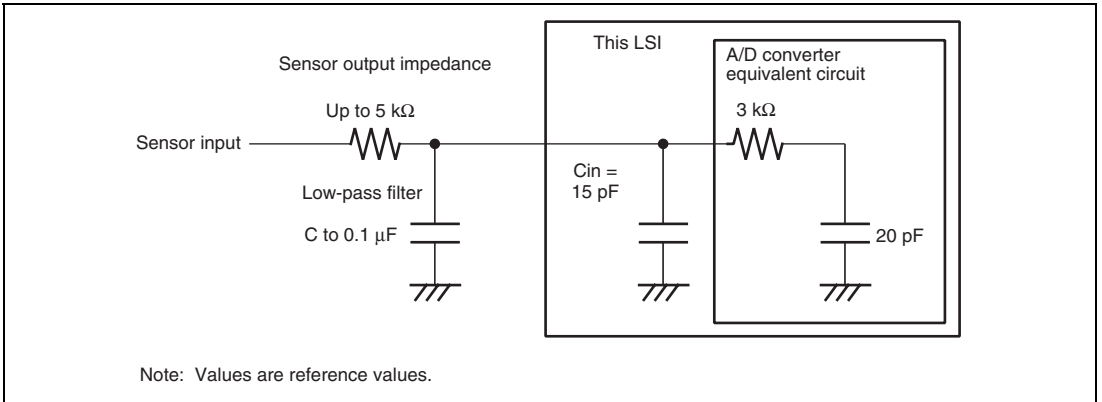 This LSI
A/D converter
equivalent circuit
Sensor output impedance
Up to 5 kΩ
3 kΩ
Sensor input
Cin =
15 pF
Low-pass filter
C to 0.1 μF
20 pF
Note: Values are reference values.